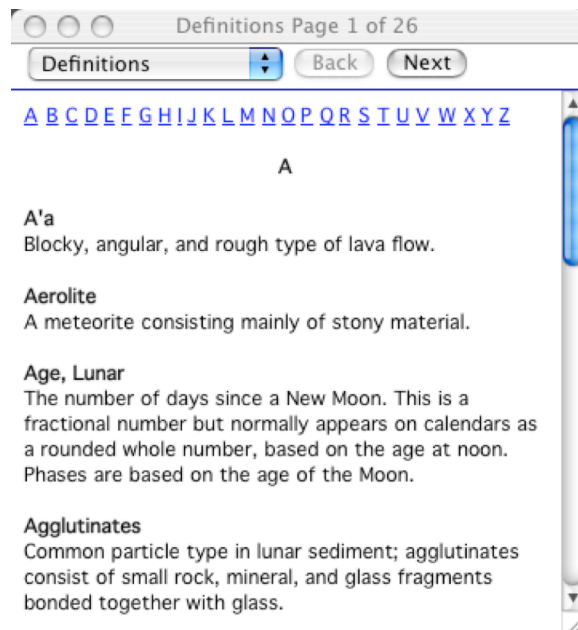 Definitions Page 1 of 26
Definitions Back Next
A B C D E F G H I J K L M N O P Q R S T U V W X Y Z
A
A'a
Blocky, angular, and rough type of lava flow.
Aerolite
A meteorite consisting mainly of stony material.
Age, Lunar
The number of days since a New Moon. This is a
fractional number but normally appears on calendars as
a rounded whole number, based on the age at noon.
Phases are based on the age of the Moon.
Agglutinates
Common particle type in lunar sediment; agglutinates
consist of small rock, mineral, and glass fragments
bonded together with glass.